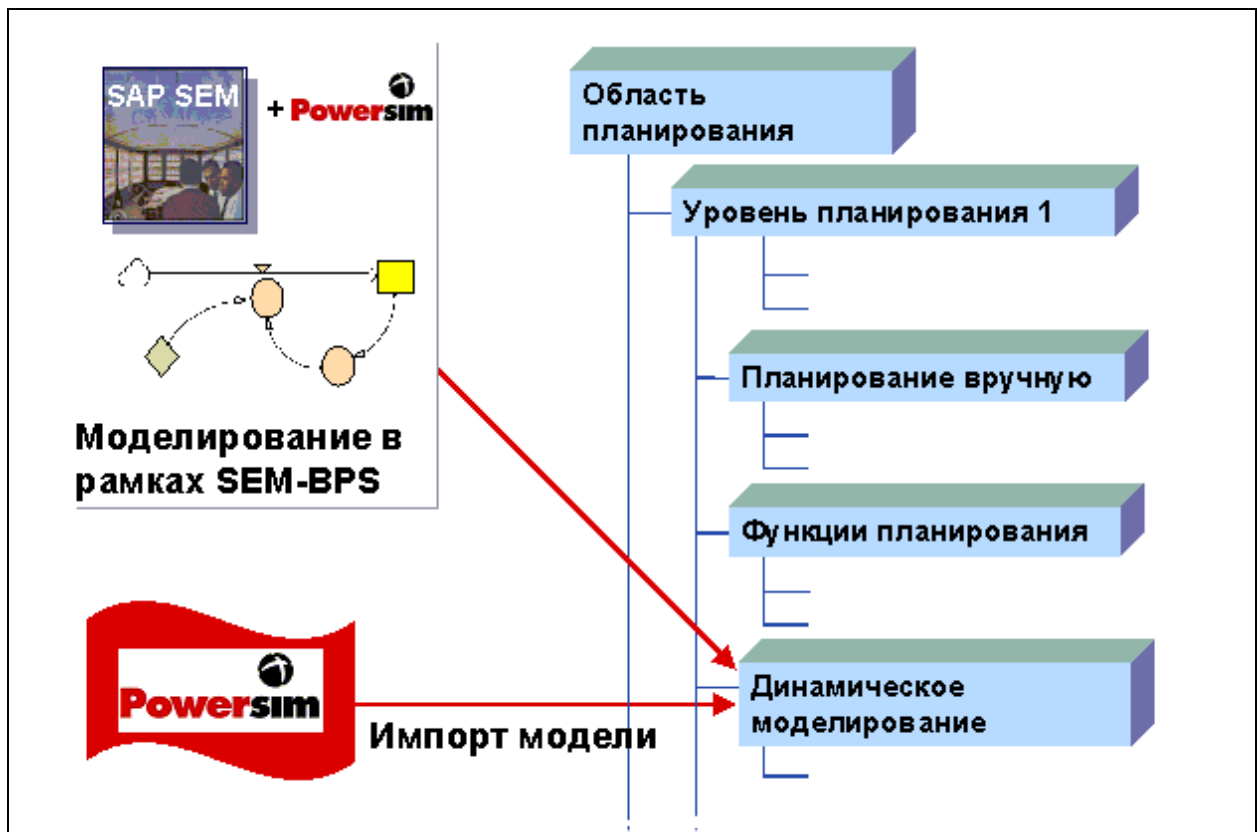 SAP SEM
+ Powersim
Моделирование в
рамках SEM-BPS
Powersim
Импорт модели
Область
планирования
Уровень планирования 1
Планирование вручную
Функции планирования
Динамическое
моделирование